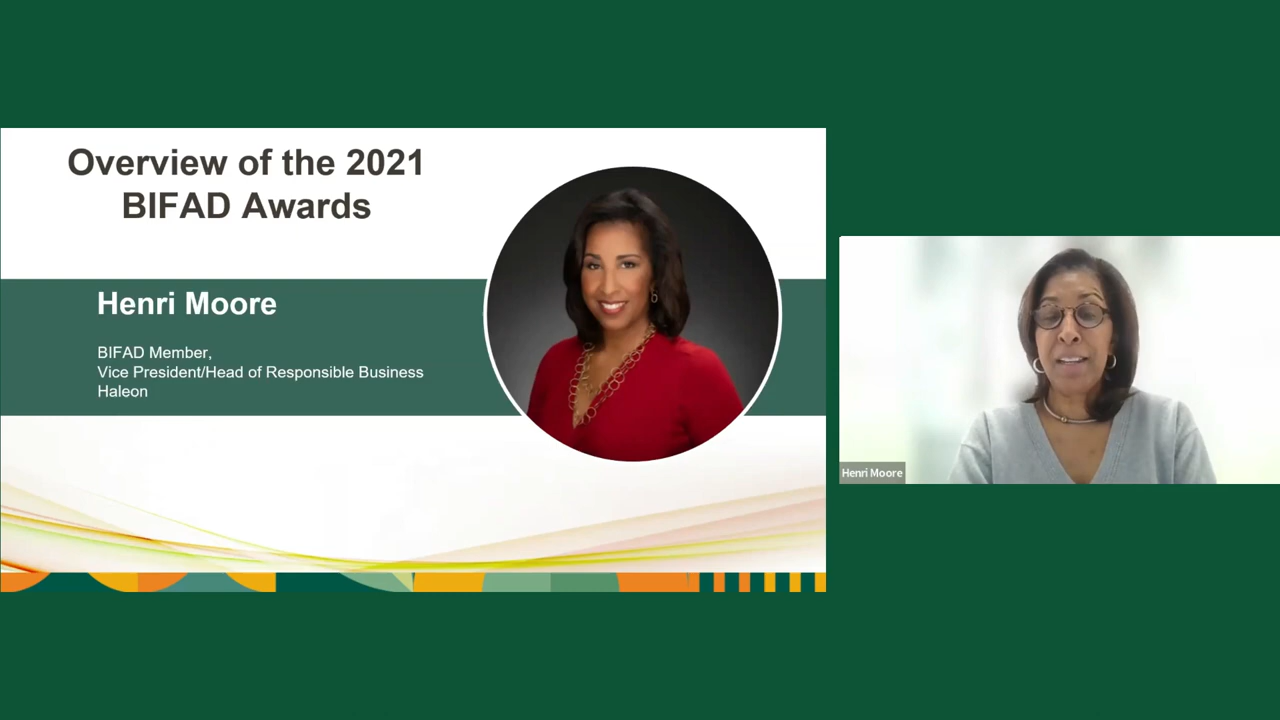 Overview of the 2021
BIFAD Awards
Henri Moore
BIFAD Member,
Vice President/Head of Responsible Business
Haleon
Henri Moore